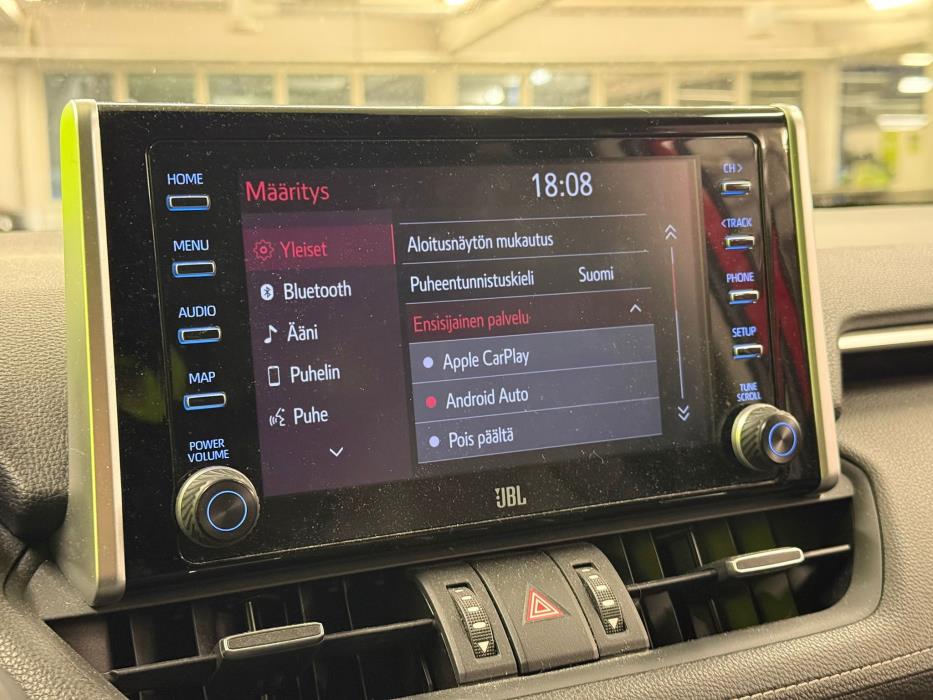 HOME
MENU
AUDIO
MAP
POWER
VOLUME
Määritys
18:08
Yleiset
Bluetooth
Ääni
Puhelin
Puhe
Aloitusnäytön mukautus
Puheentunnistuskieli Suomi
Ensisijainen palvelu
Apple CarPlay
Android Auto
Pois päältä
CH >
< TRACK
PHONE
SETUP
TUNE
SCROLL
JBL